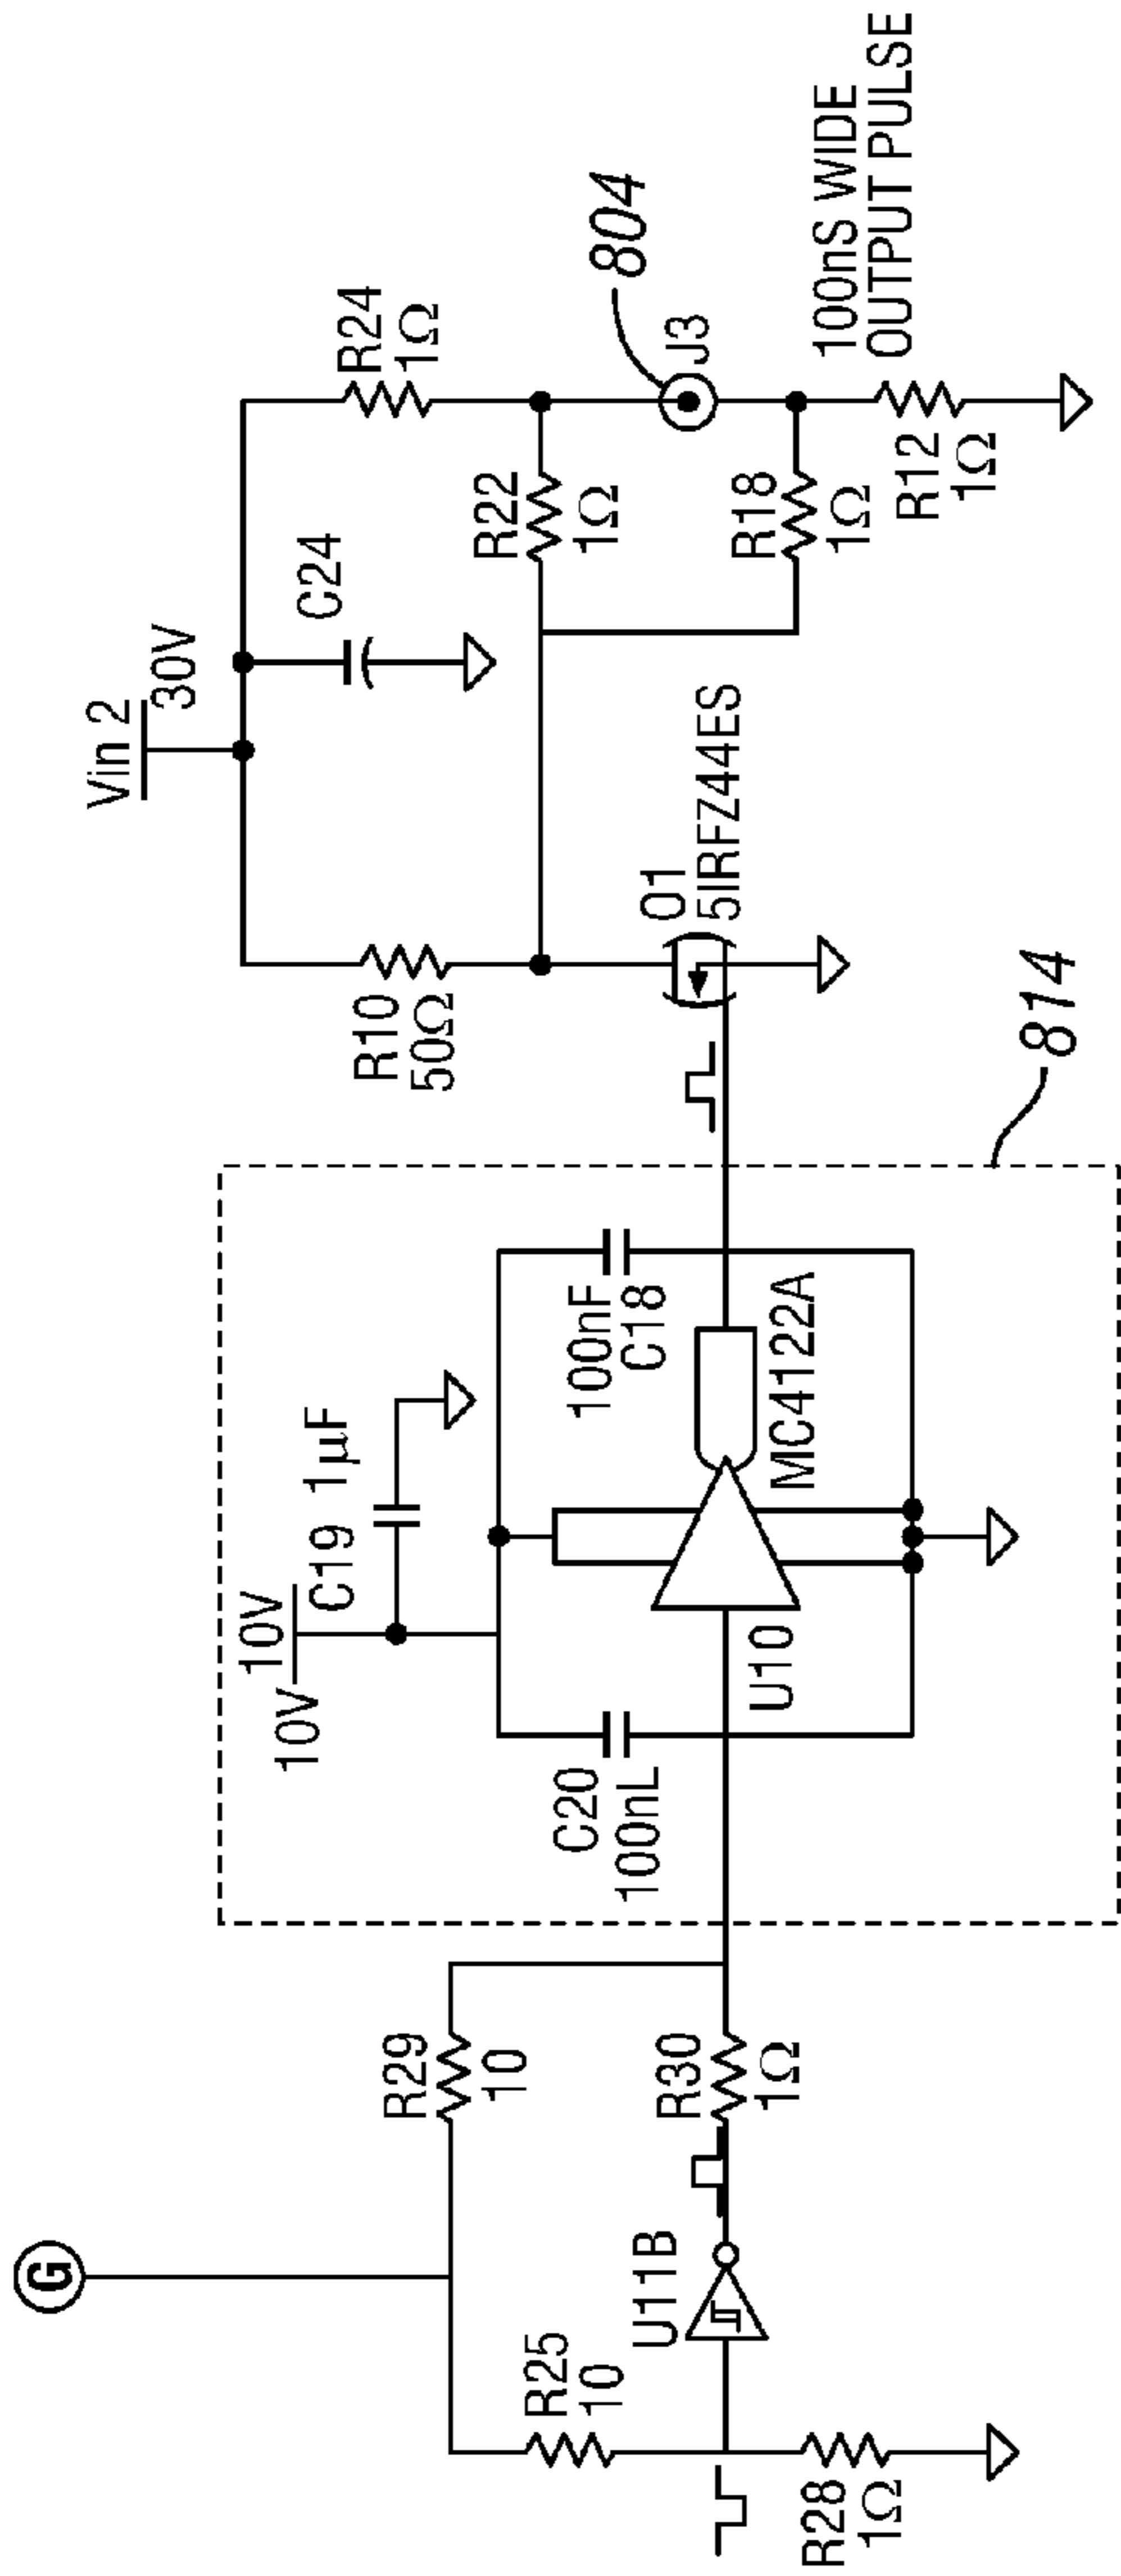 G
R25
10
R28
1Ω
U11B
R29
10
R30
1Ω
10V
10V
C19 1µF
C20
100nL
U10
100nF
C18
MC4122A
814
Vin 2
30V
R10
50Ω
O1
5IRFZ44ES
C24
R24
1Ω
R22
1Ω
R18
1Ω
804
J3
R12
1Ω
100nS WIDE
OUTPUT PULSE